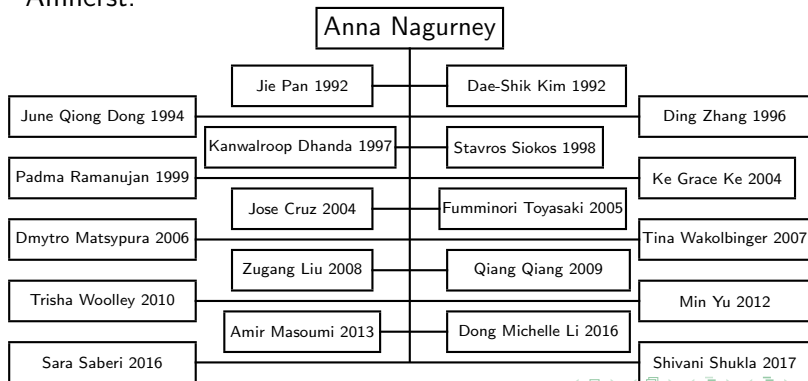 Amherst:
Anna Nagurney
Jie Pan 1992
Dae-Shik Kim 1992
June Qiong Dong 1994
Ding Zhang 1996
Kanwalroop Dhanda 1997
Stavros Siokos 1998
Padma Ramanujan 1999
Ke Grace Ke 2004
Jose Cruz 2004
Fumminori Toyasaki 2005
Dmytro Matsypura 2006
Tina Wakolbinger 2007
Zugang Liu 2008
Qiang Qiang 2009
Trisha Woolley 2010
Min Yu 2012
Amir Masoumi 2013
Dong Michelle Li 2016
Sara Saberi 2016
Shivani Shukla 2017